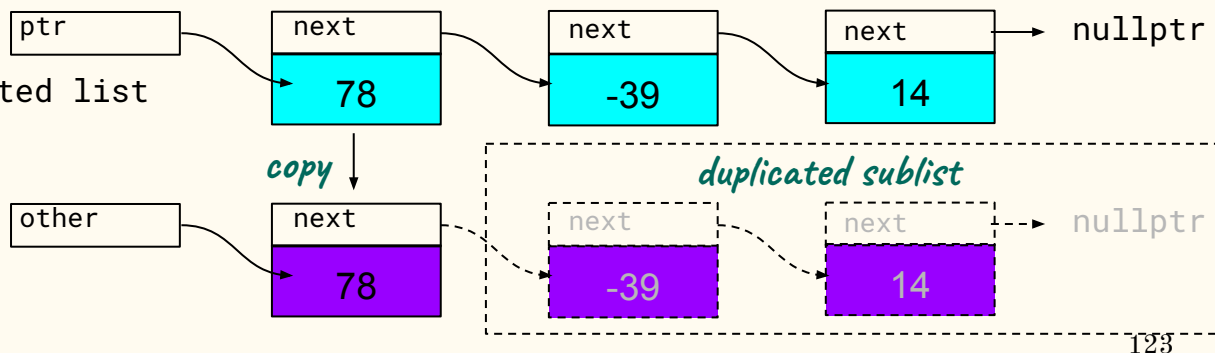 ptr next next next nullptr
78 -39 14
ted list
copy
duplicated sublist
other next next next nullptr
78 -39 14
123